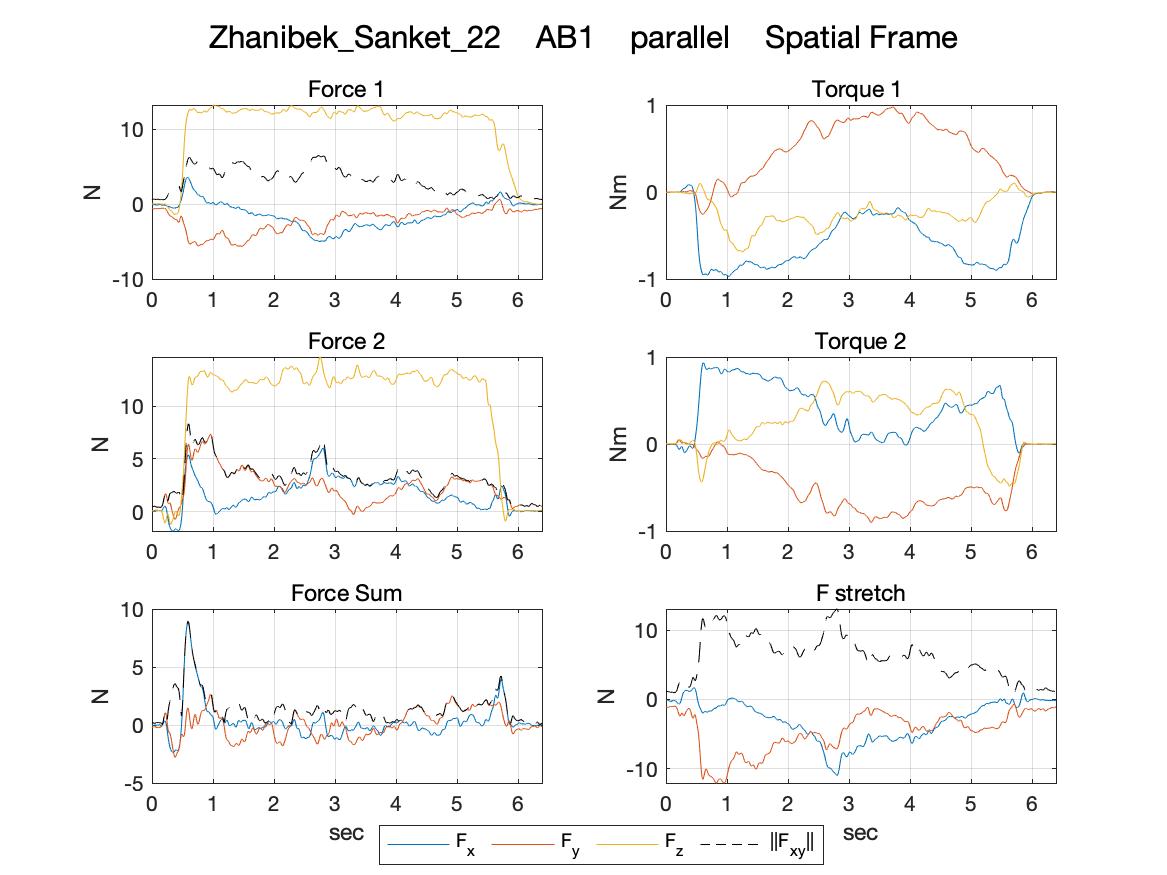 Zhanibek_Sanket_22 AB1 parallel Spatial Frame
Force 1
Torque 1
N
10
0
-10
0 1 2 3 4 5 6
Nm
1
0
-1
0 1 2 3 4 5 6
Force 2
Torque 2
N
10
5
0
0 1 2 3 4 5 6
Nm
1
0
-1
0 1 2 3 4 5 6
Force Sum
F stretch
N
10
5
0
-5
0 1 2 3 4 5 6
sec
N
10
0
-10
0 1 2 3 4 5 6
sec
Fx Fy Fz ||Fxy||